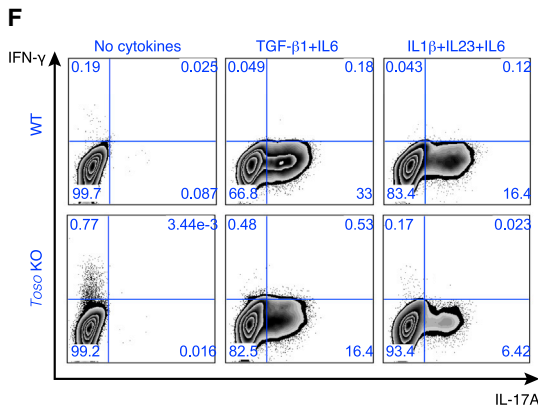 F
IFN-γ
No cytokines
TGF-β1+IL6
IL1β+IL23+IL6
WT
0.19 0.025
99.7 0.087
0.049 0.18
66.8 33
0.043 0.12
83.4 16.4
Toso KO
0.77 3.44e-3
99.2 0.016
0.48 0.53
82.5 16.4
0.17 0.023
93.4 6.42
IL-17A